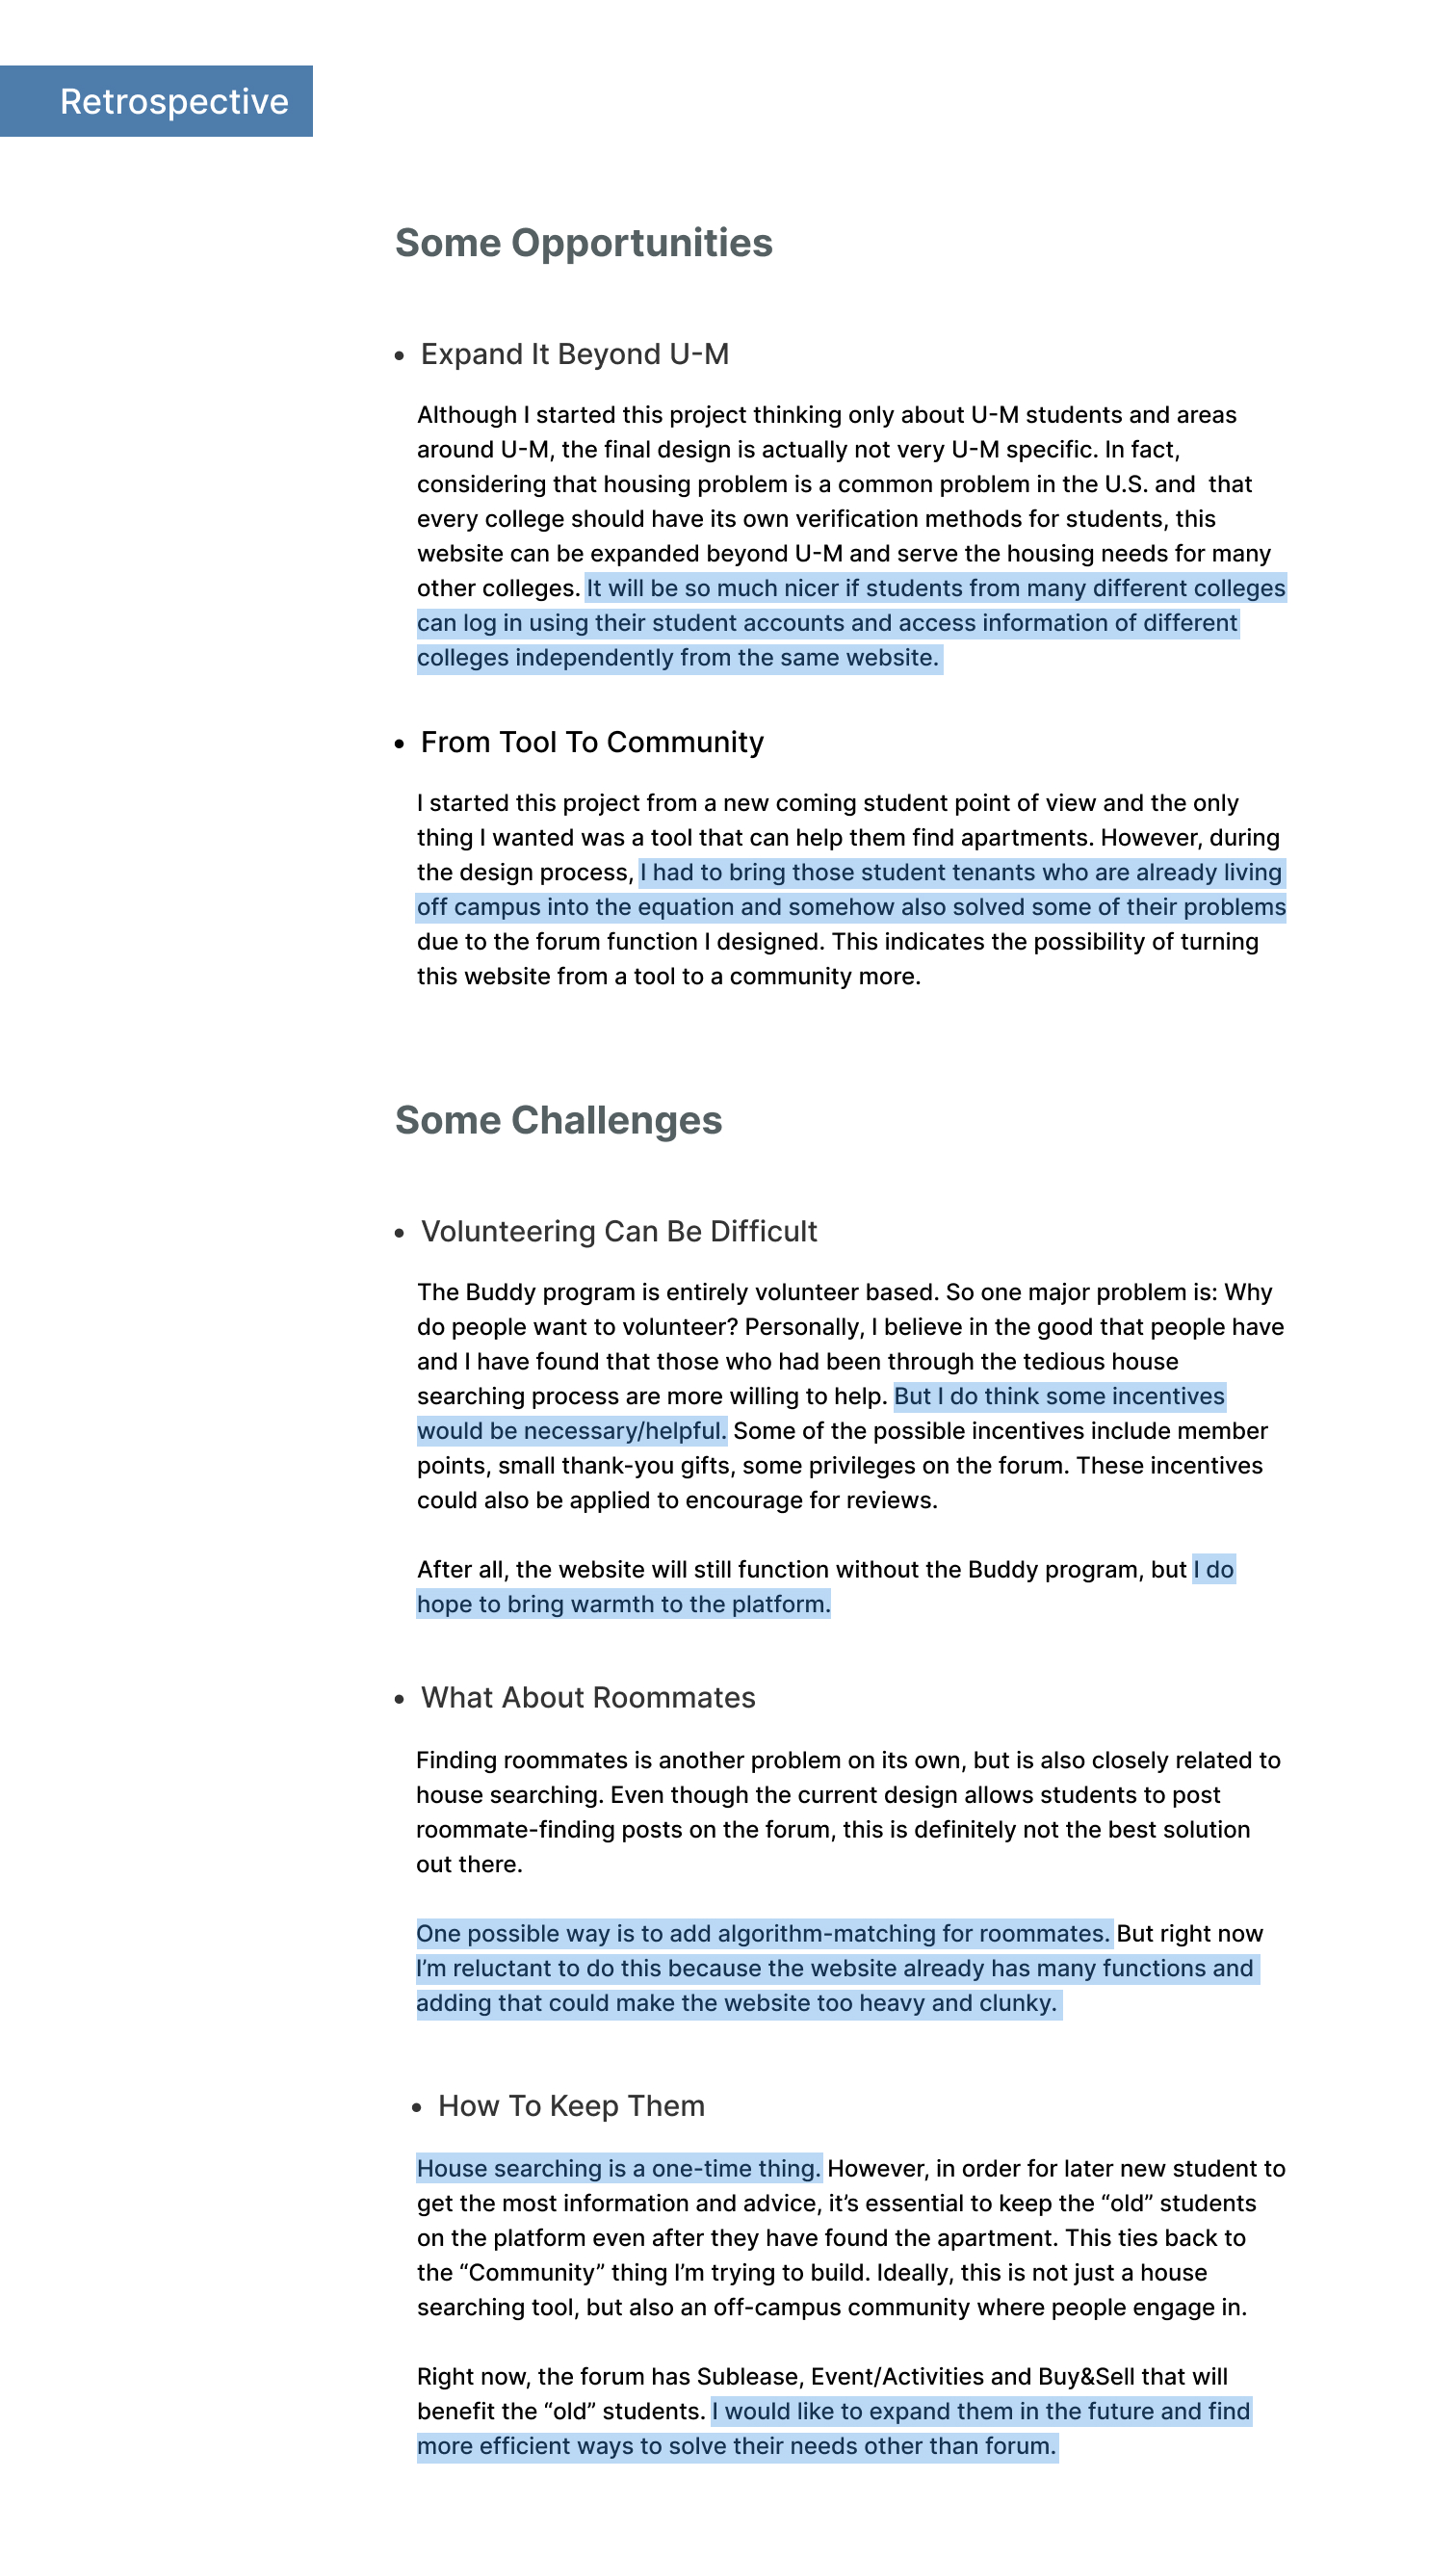 Retrospective
Some Opportunities
• Expand It Beyond U-M
Although I started this project thinking only about U-M students and areas
around U-M, the final design is actually not very U-M specific. In fact,
considering that housing problem is a common problem in the U.S. and  that
every college should have its own verification methods for students, this
website can be expanded beyond U-M and serve the housing needs for many
other colleges. It will be so much nicer if students from many different colleges
can log in using their student accounts and access information of different
colleges independently from the same website.
• From Tool To Community
I started this project from a new coming student point of view and the only
thing I wanted was a tool that can help them find apartments. However, during
the design process, I had to bring those student tenants who are already living
off campus into the equation and somehow also solved some of their problems
due to the forum function I designed. This indicates the possibility of turning
this website from a tool to a community more.
Some Challenges
• Volunteering Can Be Difficult
The Buddy program is entirely volunteer based. So one major problem is: Why
do people want to volunteer? Personally, I believe in the good that people have
and I have found that those who had been through the tedious house
searching process are more willing to help. But I do think some incentives
would be necessary/helpful. Some of the possible incentives include member
points, small thank-you gifts, some privileges on the forum. These incentives
could also be applied to encourage for reviews.
After all, the website will still function without the Buddy program, but I do
hope to bring warmth to the platform.
• What About Roommates
Finding roommates is another problem on its own, but is also closely related to
house searching. Even though the current design allows students to post
roommate-finding posts on the forum, this is definitely not the best solution
out there.
One possible way is to add algorithm-matching for roommates. But right now
I’m reluctant to do this because the website already has many functions and
adding that could make the website too heavy and clunky.
• How To Keep Them
House searching is a one-time thing. However, in order for later new student to
get the most information and advice, it’s essential to keep the “old” students
on the platform even after they have found the apartment. This ties back to
the “Community” thing I’m trying to build. Ideally, this is not just a house
searching tool, but also an off-campus community where people engage in.
Right now, the forum has Sublease, Event/Activities and Buy&Sell that will
benefit the “old” students. I would like to expand them in the future and find
more efficient ways to solve their needs other than forum.